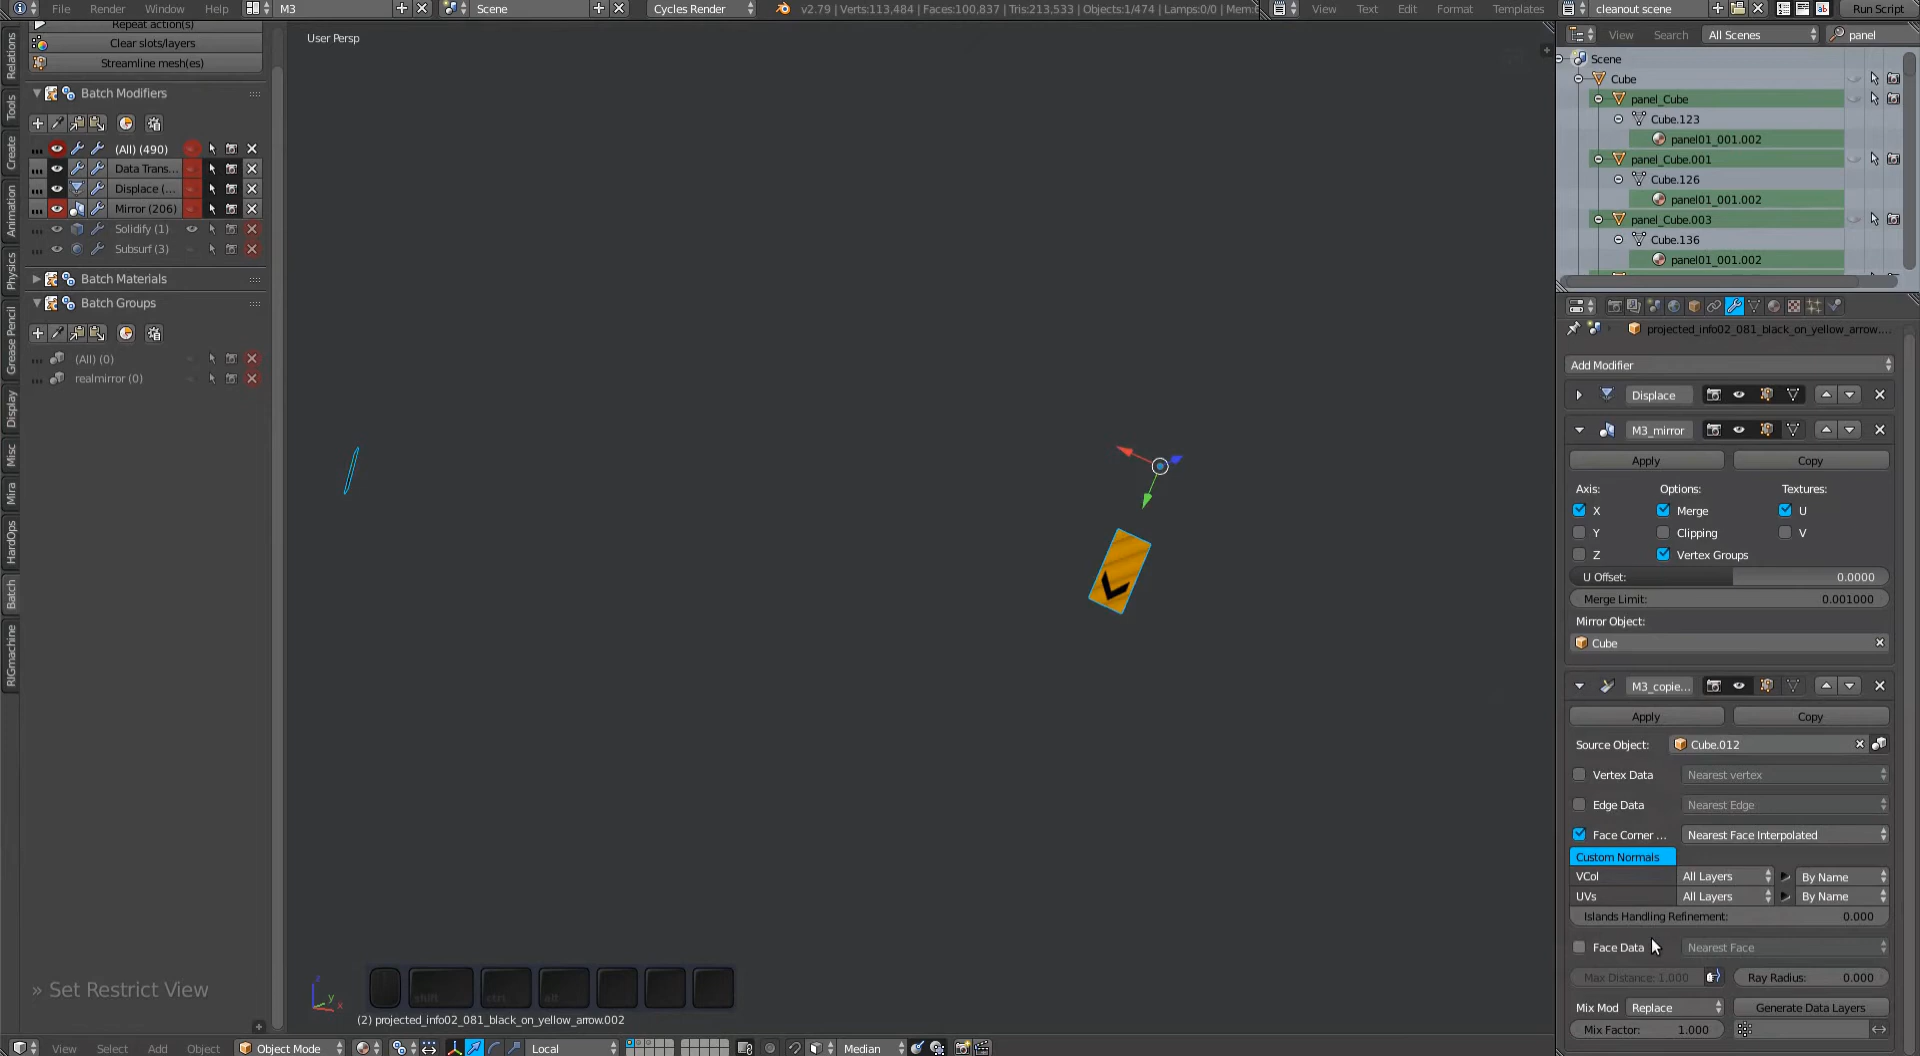 File Render Window Help M3 Scene Cycles Render v2.79 | Verts:113,484 | Faces:100,837 | Tris:213,533 | Objects:1/474 | Lamps:0/0 | Mem: View Text Edit Format Templates cleanout scene Run Script
Repeat action(s)
Clear slots/layers
Streamline mesh(es)
Batch Modifiers
(All) (490)
Data Trans...
Displace (...
Mirror (206)
Solidify (1)
Subsurf (3)
Batch Materials
Batch Groups
(All) (0)
realmirror (0)
Relations
Tools
Create
Animation
Physics
Grease Pencil
Display
Misc
Mira
HardOps
Batch
RIGmachine
» Set Restrict View
User Persp
shift ctrl alt
(2) projected_info02_081_black_on_yellow_arrow.002
View Select Add Object Object Mode Local Median
View Search All Scenes panel
Scene
Cube
panel_Cube
Cube.123
panel01_001.002
panel_Cube.001
Cube.126
panel01_001.002
panel_Cube.003
Cube.136
panel01_001.002
projected_info02_081_black_on_yellow_arrow....
Add Modifier
Displace
M3_mirror
Apply Copy
Axis: Options: Textures:
X Merge U
Y Clipping V
Z Vertex Groups
U Offset: 0.0000
Merge Limit: 0.001000
Mirror Object:
Cube
M3_copie...
Apply Copy
Source Object: Cube.012
Vertex Data Nearest vertex
Edge Data Nearest Edge
Face Corner ... Nearest Face Interpolated
Custom Normals
VCol All Layers By Name
UVs All Layers By Name
Islands Handling Refinement: 0.000
Face Data Nearest Face
Max Distance: 1.000 Ray Radius: 0.000
Mix Mod Replace Generate Data Layers
Mix Factor: 1.000